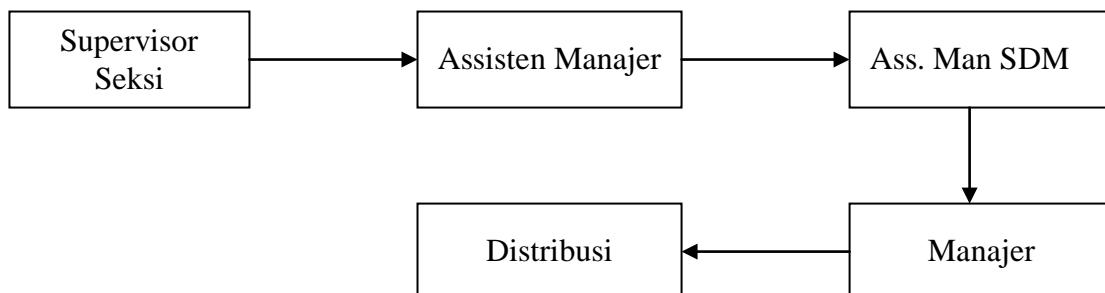 Supervisor
Seksi
Assisten Manajer
Ass. Man SDM
Distribusi
Manajer